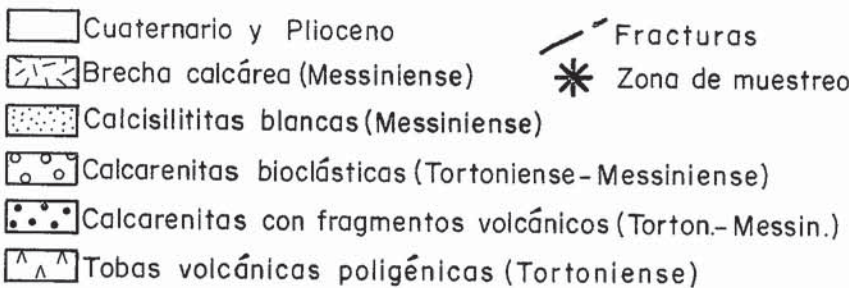 Cuaternario y Plioceno
Fracturas
Brecha calcárea (Messiniense)
Zona de muestreo
Calcisilititas blancas (Messiniense)
Calcarenitas bioclásticas (Tortoniense-Messiniense)
Calcarenitas con fragmentos volcánicos (Torton.-Messin.)
Tobas volcánicas poligénicas (Tortoniense)